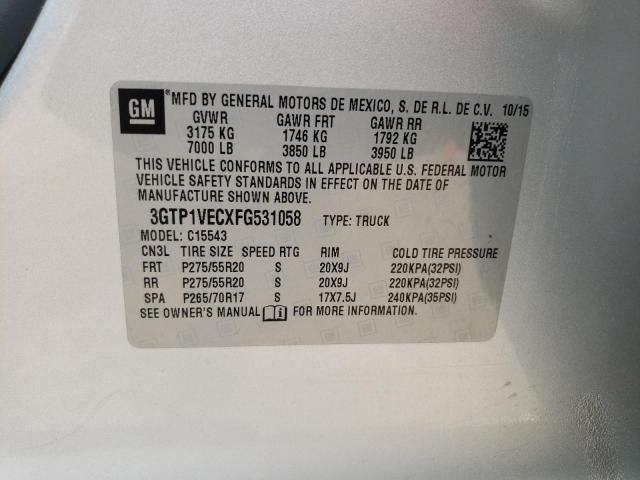 GM ® MFD BY GENERAL MOTORS DE MEXICO, S. DE R.L. DE C.V. 10/15
GVWR GAWR FRT GAWR RR
3175 KG 1746 KG 1792 KG
7000 LB 3850 LB 3950 LB
THIS VEHICLE CONFORMS TO ALL APPLICABLE U.S. FEDERAL MOTOR
VEHICLE SAFETY STANDARDS IN EFFECT ON THE DATE OF
MANUFACTURE SHOWN ABOVE.
3GTP1VECXFG531058 TYPE: TRUCK
MODEL: C15543
CN3L TIRE SIZE SPEED RTG RIM COLD TIRE PRESSURE
FRT P275/55R20 S 20X9J 220KPA(32PSI)
RR P275/55R20 S 20X9J 220KPA(32PSI)
SPA P265/70R17 S 17X7.5J 240KPA(35PSI)
SEE OWNER'S MANUAL FOR MORE INFORMATION.